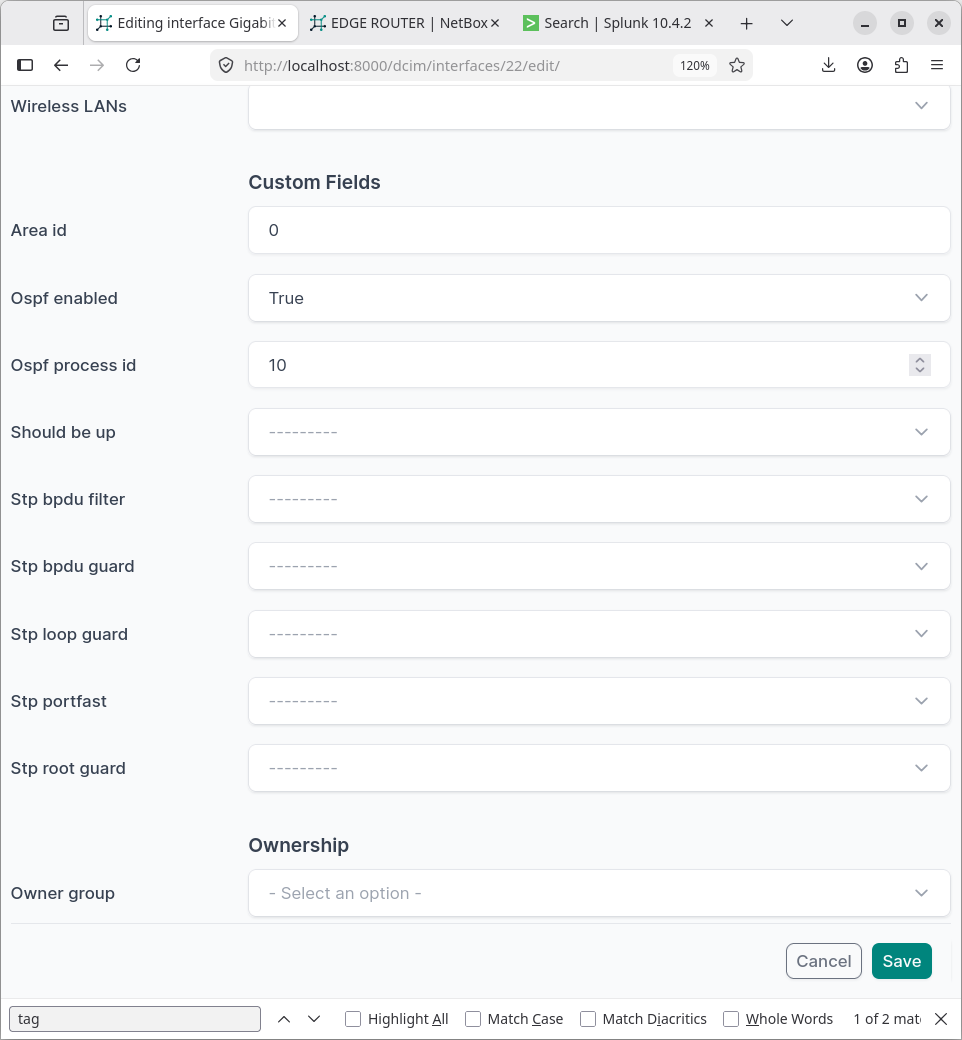 Editing interface Gigabit
EDGE ROUTER | NetBox
Search | Splunk 10.4.2
http://localhost:8000/dcim/interfaces/22/edit/
120%
Wireless LANs
Custom Fields
Area id
0
Ospf enabled
True
Ospf process id
10
Should be up
---------
Stp bpdu filter
---------
Stp bpdu guard
---------
Stp loop guard
---------
Stp portfast
---------
Stp root guard
---------
Ownership
Owner group
- Select an option -
Cancel
Save
tag
Highlight All
Match Case
Match Diacritics
Whole Words
1 of 2 mat